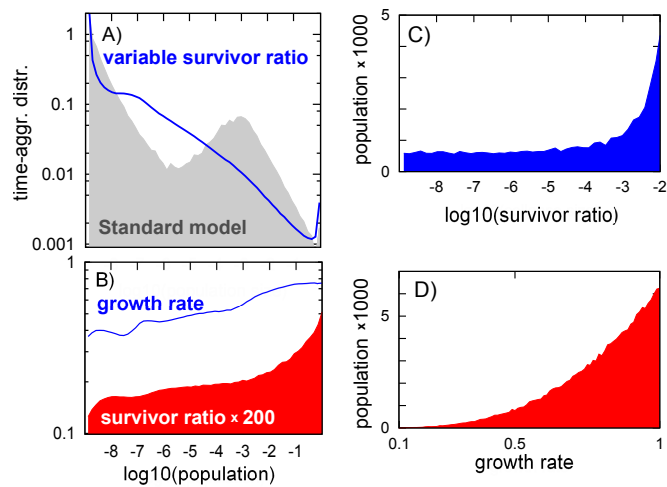 A)
variable survivor ratio
Standard model
time-aggr. distr.
1
0.1
0.01
0.001
B)
growth rate
survivor ratio × 200
1
0.1
-8 -7 -6 -5 -4 -3 -2 -1
log10(population)
C)
population ×1000
5
0
-8 -7 -6 -5 -4 -3 -2
log10(survivor ratio)
D)
population ×1000
5
0
0.1 0.5 1
growth rate